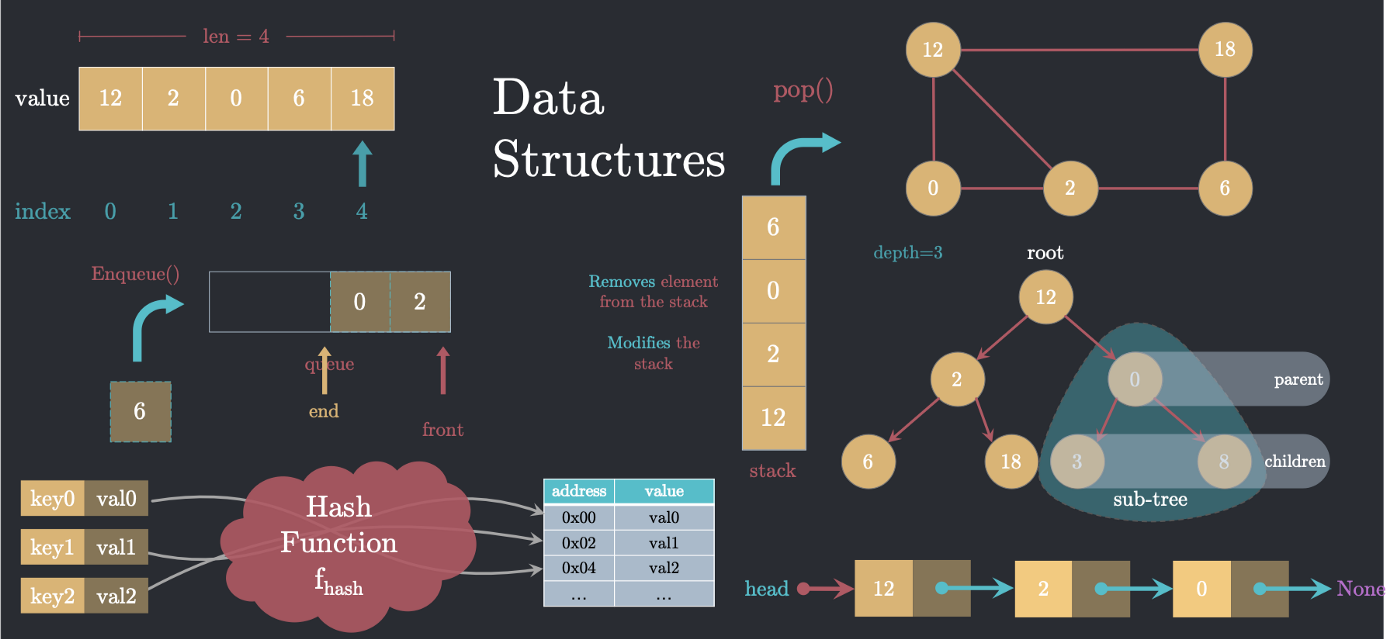 len = 4
value 12 2 0 6 18
index 0 1 2 3 4
Data
Structures
Enqueue()
0 2
6
queue
end
front
pop()
6
0
2
12
stack
Removes element
from the stack
Modifies the
stack
12 18
0 2 6
depth=3
root
12
2 0 parent
6 18 3 8 children
sub-tree
key0 val0
key1 val1
key2 val2
Hash
Function
fhash
address value
0x00 val0
0x02 val1
0x04 val2
... ...
head 12 2 0 None